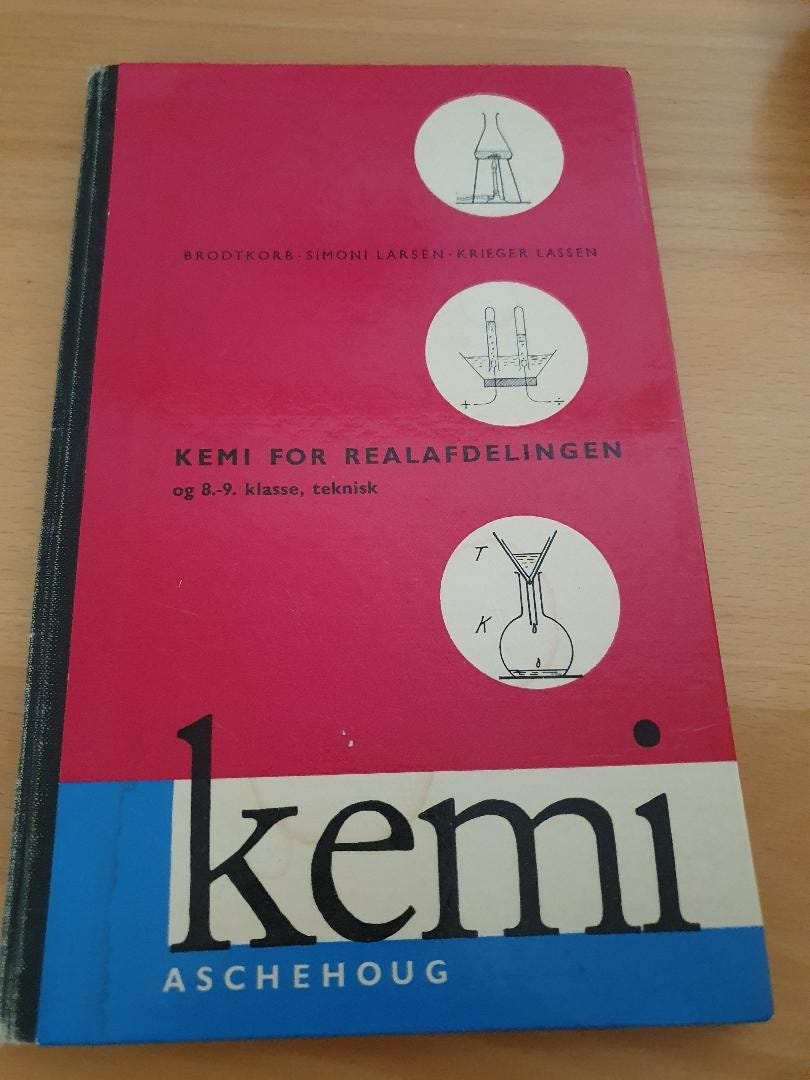 BRODTKORB · SIMONI LARSEN · KRIEGER LASSEN
+ ÷
KEMI FOR REALAFDELINGEN
og 8.-9. klasse, teknisk
T
K
kemi
ASCHEHOUG